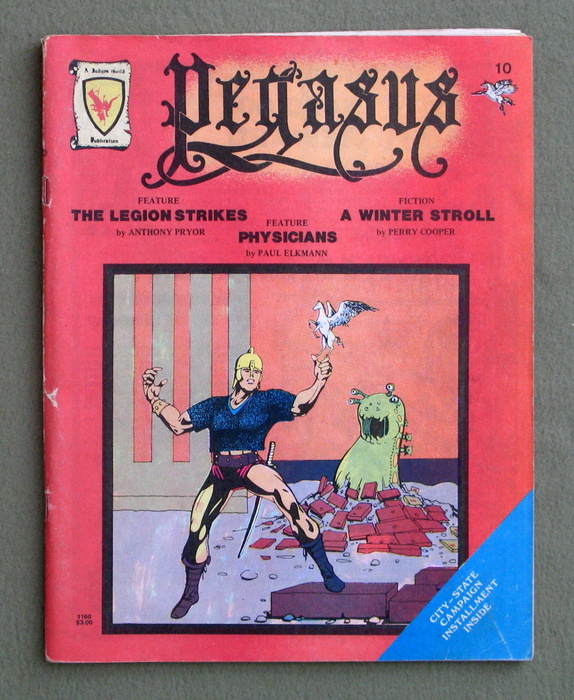 A Judges Guild
Publication
Pegasus
10
FEATURE
THE LEGION STRIKES
by ANTHONY PRYOR
FEATURE
PHYSICIANS
by PAUL ELKMANN
FICTION
A WINTER STROLL
by PERRY COOPER
1160
$3.00
CITY-STATE
CAMPAIGN
INSTALLMENT
INSIDE